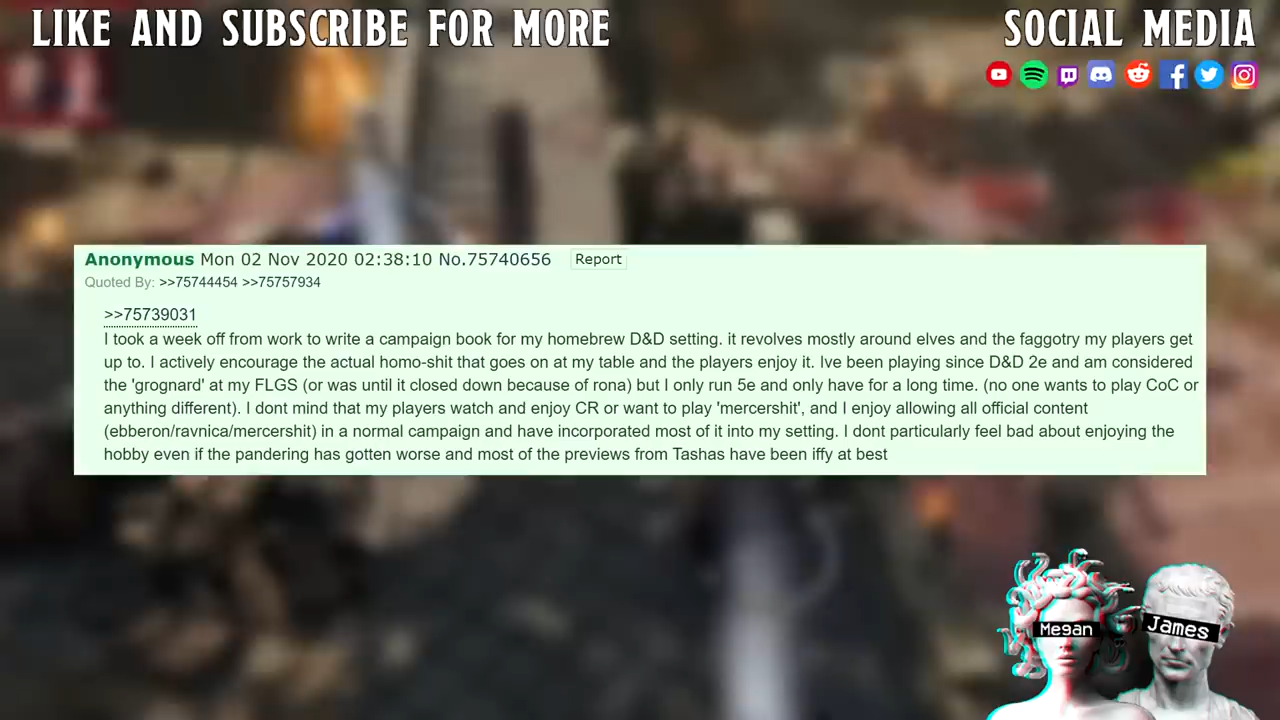 LIKE AND SUBSCRIBE FOR MORE
SOCIAL MEDIA
Anonymous Mon 02 Nov 2020 02:38:10 No.75740656 Report
Quoted By: >>75744454 >>75757934
>>75739031
I took a week off from work to write a campaign book for my homebrew D&D setting. it revolves mostly around elves and the faggotry my players get
up to. I actively encourage the actual homo-shit that goes on at my table and the players enjoy it. Ive been playing since D&D 2e and am considered
the 'grognard' at my FLGS (or was until it closed down because of rona) but I only run 5e and only have for a long time. (no one wants to play CoC or
anything different). I dont mind that my players watch and enjoy CR or want to play 'mercershit', and I enjoy allowing all official content
(ebberon/ravnica/mercershit) in a normal campaign and have incorporated most of it into my setting. I dont particularly feel bad about enjoying the
hobby even if the pandering has gotten worse and most of the previews from Tashas have been iffy at best
Megan
James